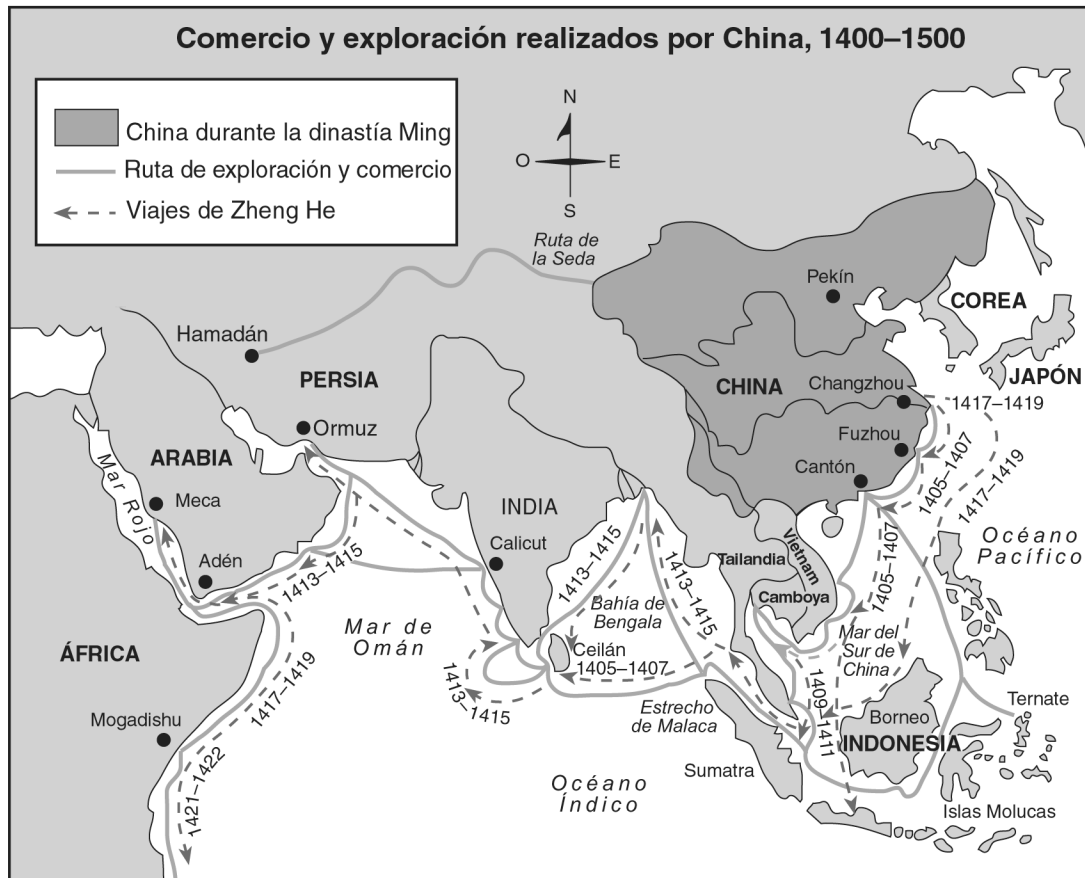 Comercio y exploración realizados por China, 1400–1500
China durante la dinastía Ming
Ruta de exploración y comercio
Viajes de Zheng He
N
O
E
S
Ruta de
la Seda
Pekín
COREA
Hamadán
PERSIA
CHINA
Changzhou
JAPÓN
1417–1419
Ormuz
Fuzhou
ARABIA
Cantón
1405–1407
1417–1419
Mar Rojo
Meca
INDIA
Océano
Pacífico
Adén
1413–1415
Calicut
1413–1415
1413–1415
Tailandia
Vietnam
Camboya
1405–1407
Bahía de
Bengala
Mar de
Omán
Ceilán
1405–1407
Mar del
Sur de
China
ÁFRICA
1417–1419
1413–1415
1409–1411
Estrecho
de Malaca
Ternate
Mogadishu
Borneo
INDONESIA
Sumatra
1421–1422
Océano
Índico
Islas Molucas